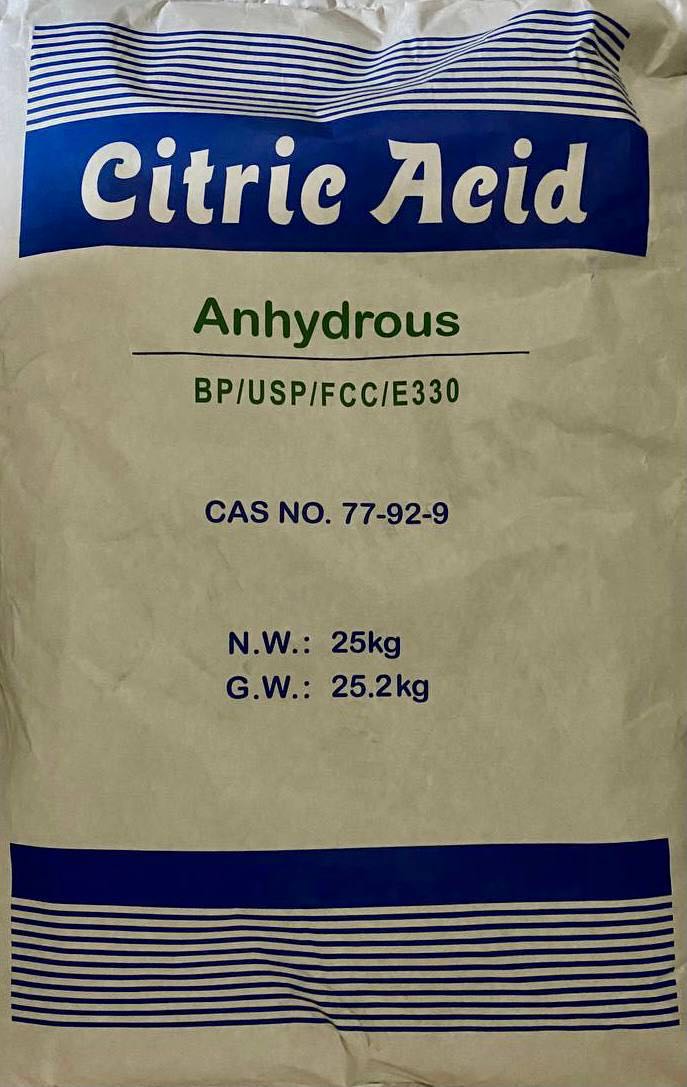 Citric Acid
Anhydrous
BP/USP/FCC/E330
CAS NO. 77-92-9
N.W.: 25kg
G.W.: 25.2kg